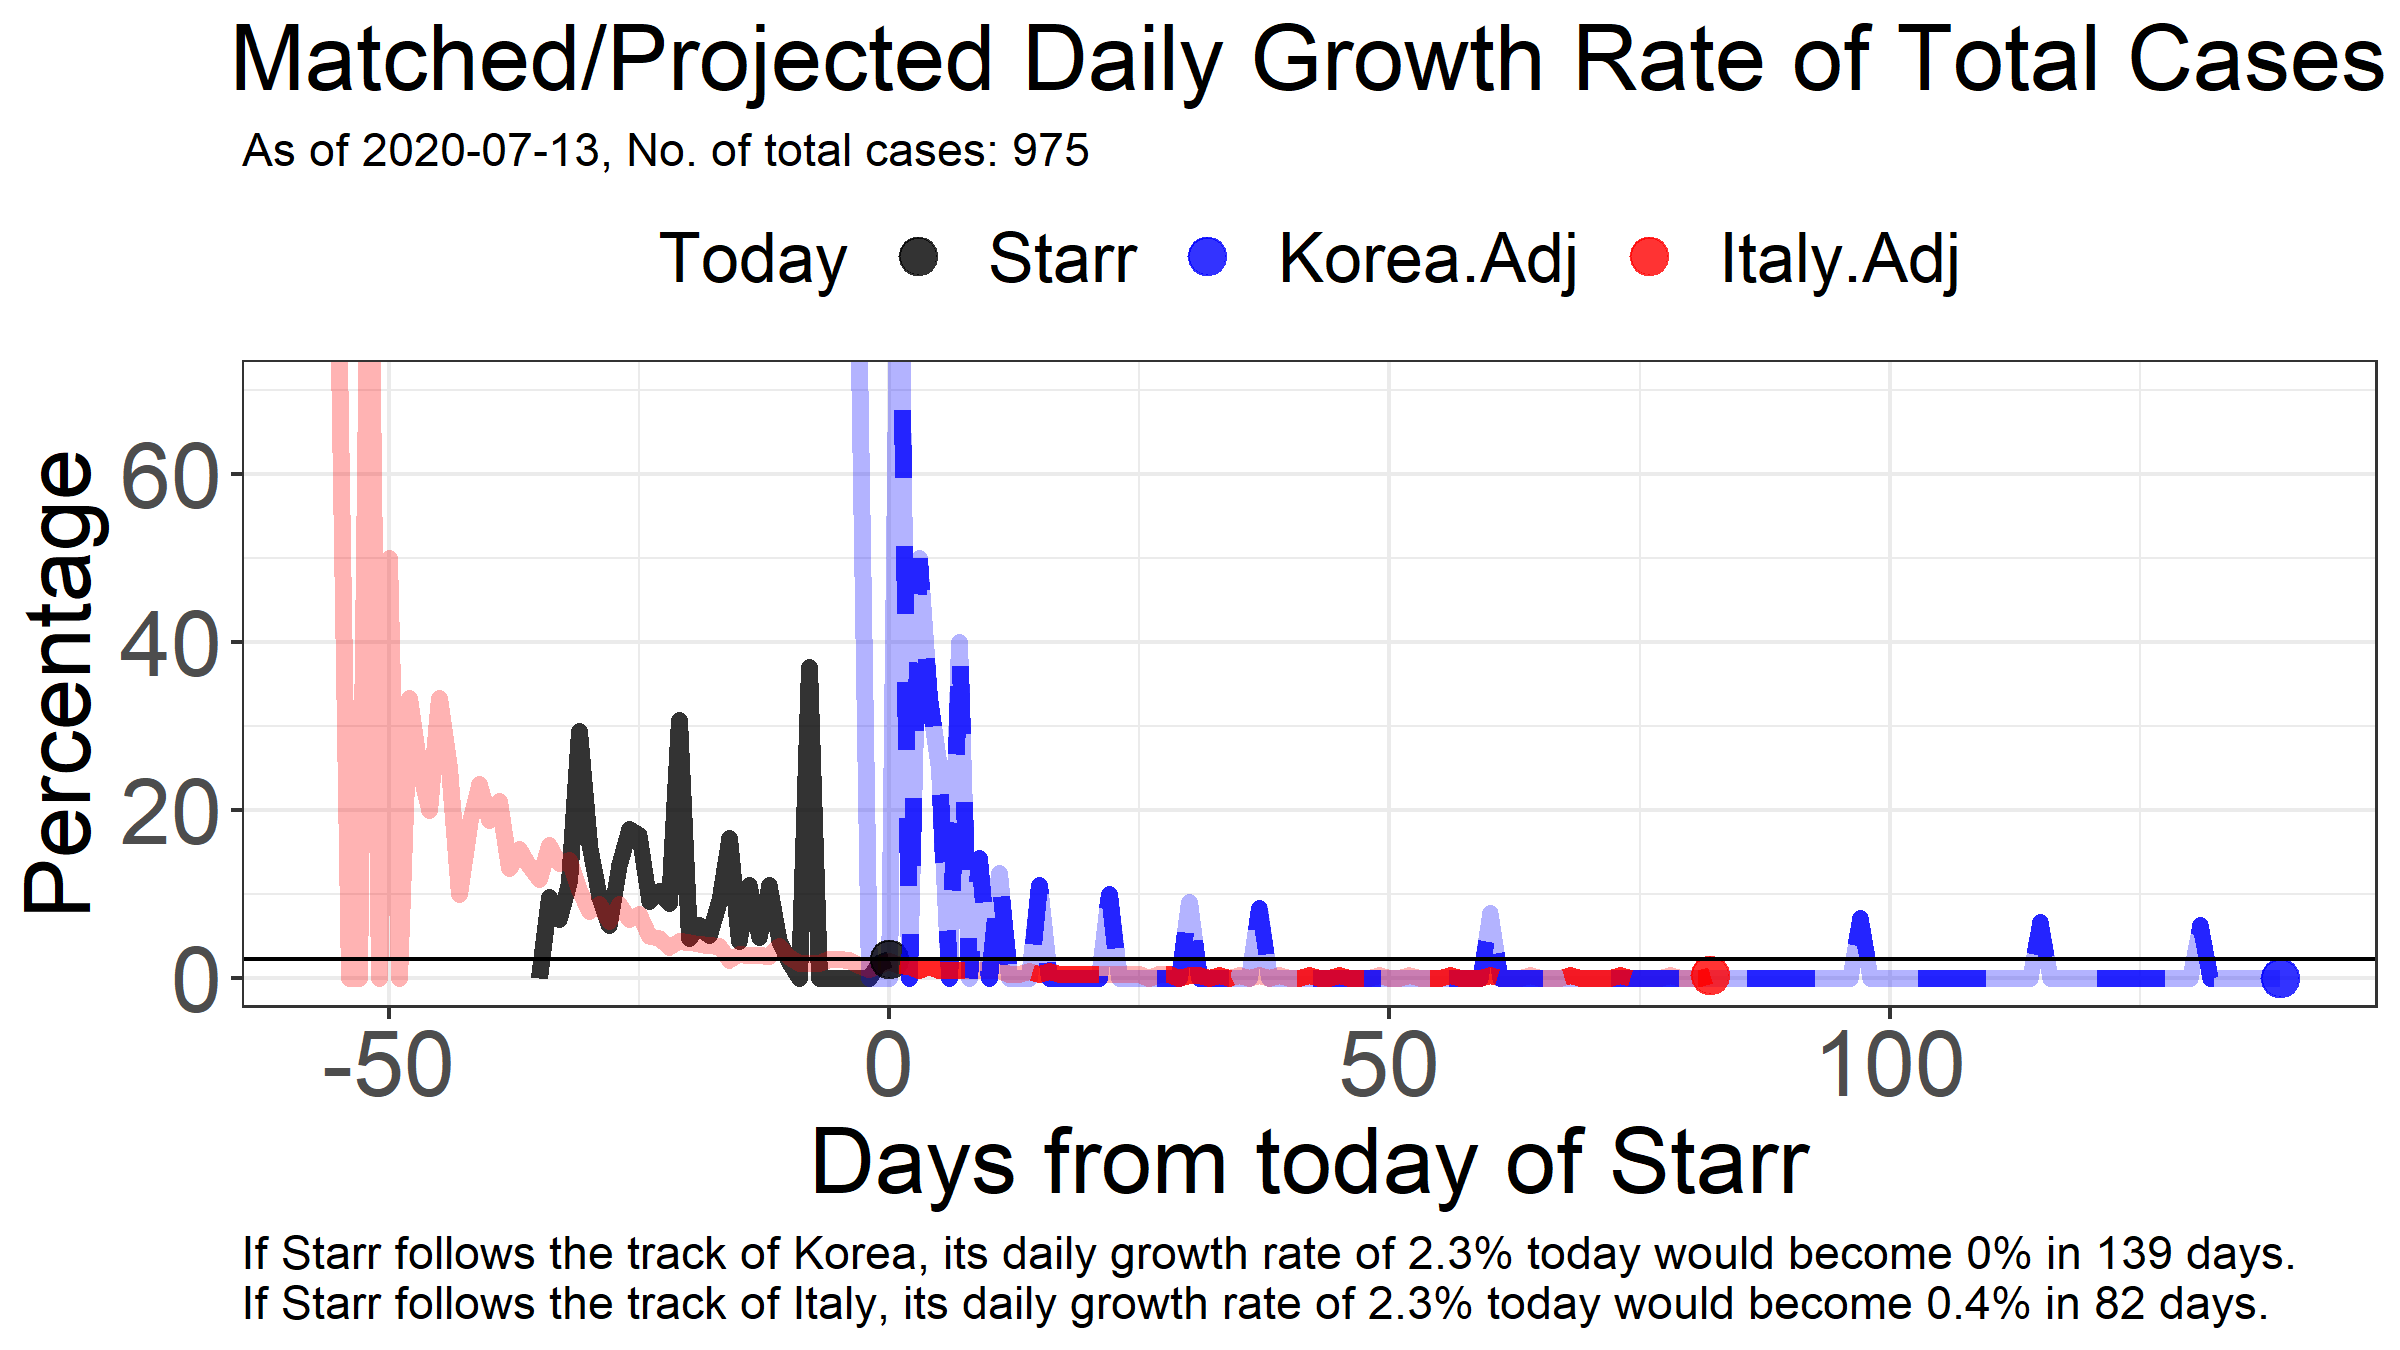 Matched/Projected Daily Growth Rate of Total Cases
As of 2020-07-13, No. of total cases: 975
Today Starr Korea.Adj Italy.Adj
Percentage
60
40
20
0
-50 0 50 100
Days from today of Starr
If Starr follows the track of Korea, its daily growth rate of 2.3% today would become 0% in 139 days.
If Starr follows the track of Italy, its daily growth rate of 2.3% today would become 0.4% in 82 days.